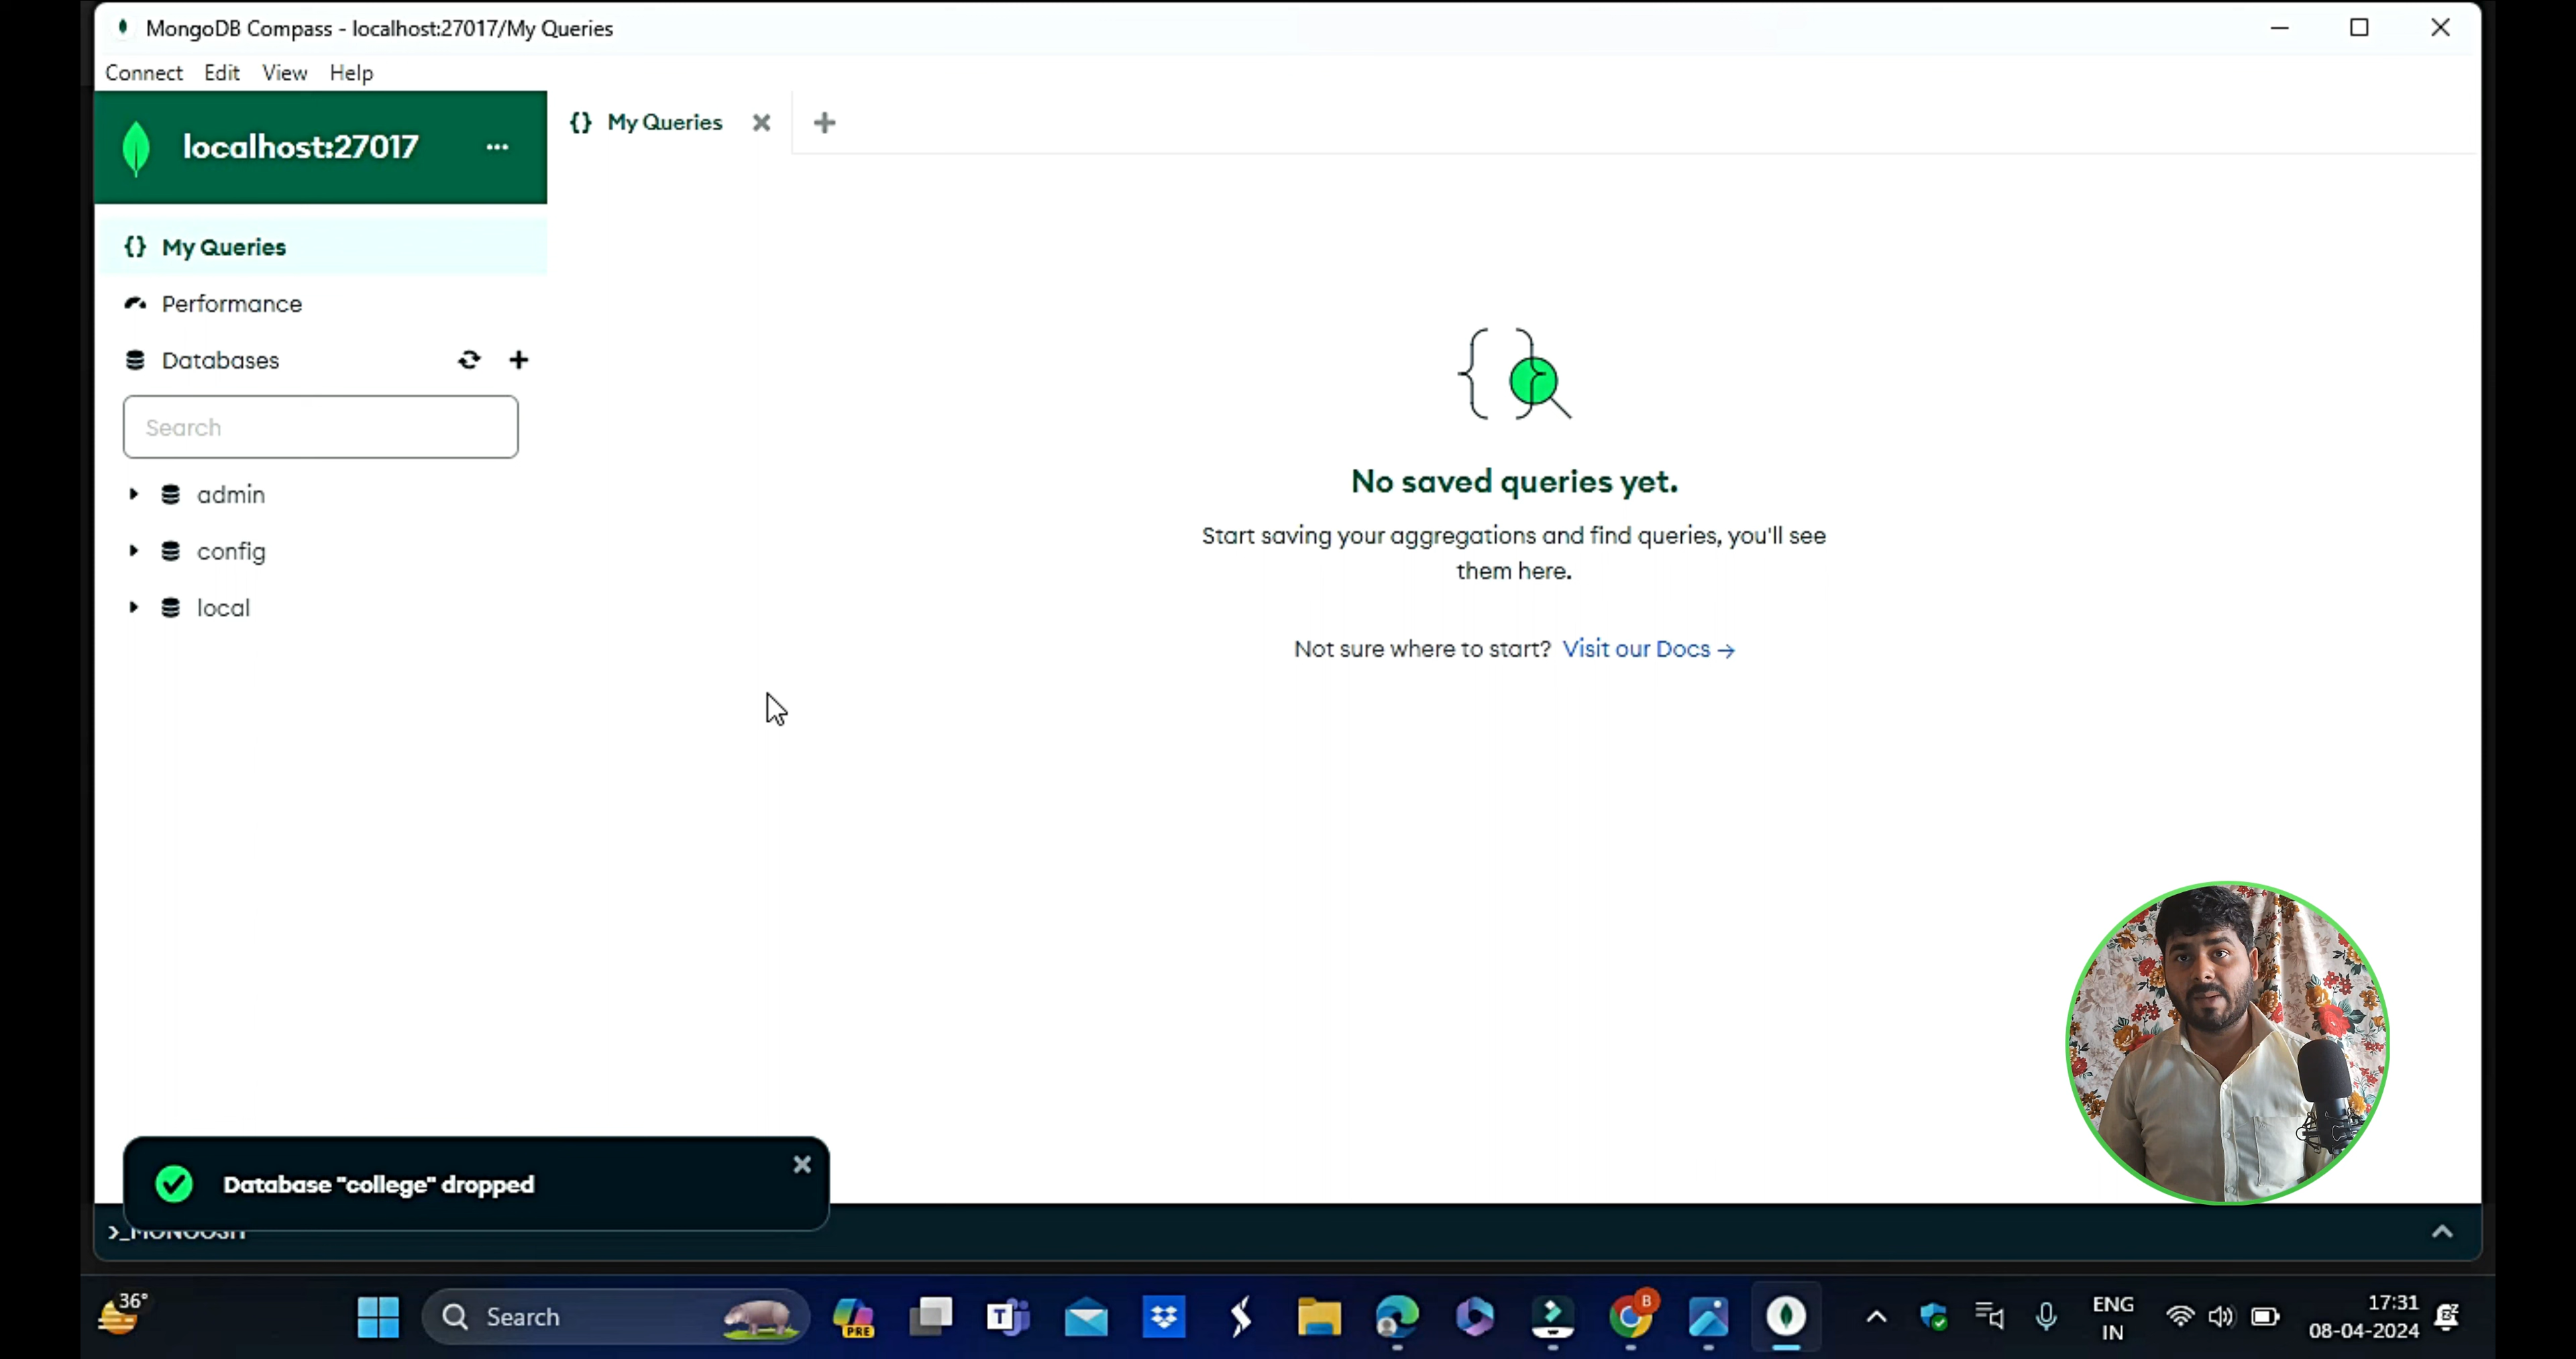 MongoDB Compass - localhost:27017/My Queries
Connect Edit View Help
localhost:27017 ...
{} My Queries
{} My Queries
Performance
Databases
Search
admin
config
local
No saved queries yet.
Start saving your aggregations and find queries, you'll see
them here.
Not sure where to start? Visit our Docs →
Database "college" dropped
>_MONGOSH
36°
Search
PRE
T
B
ENG
IN
17:31
08-04-2024